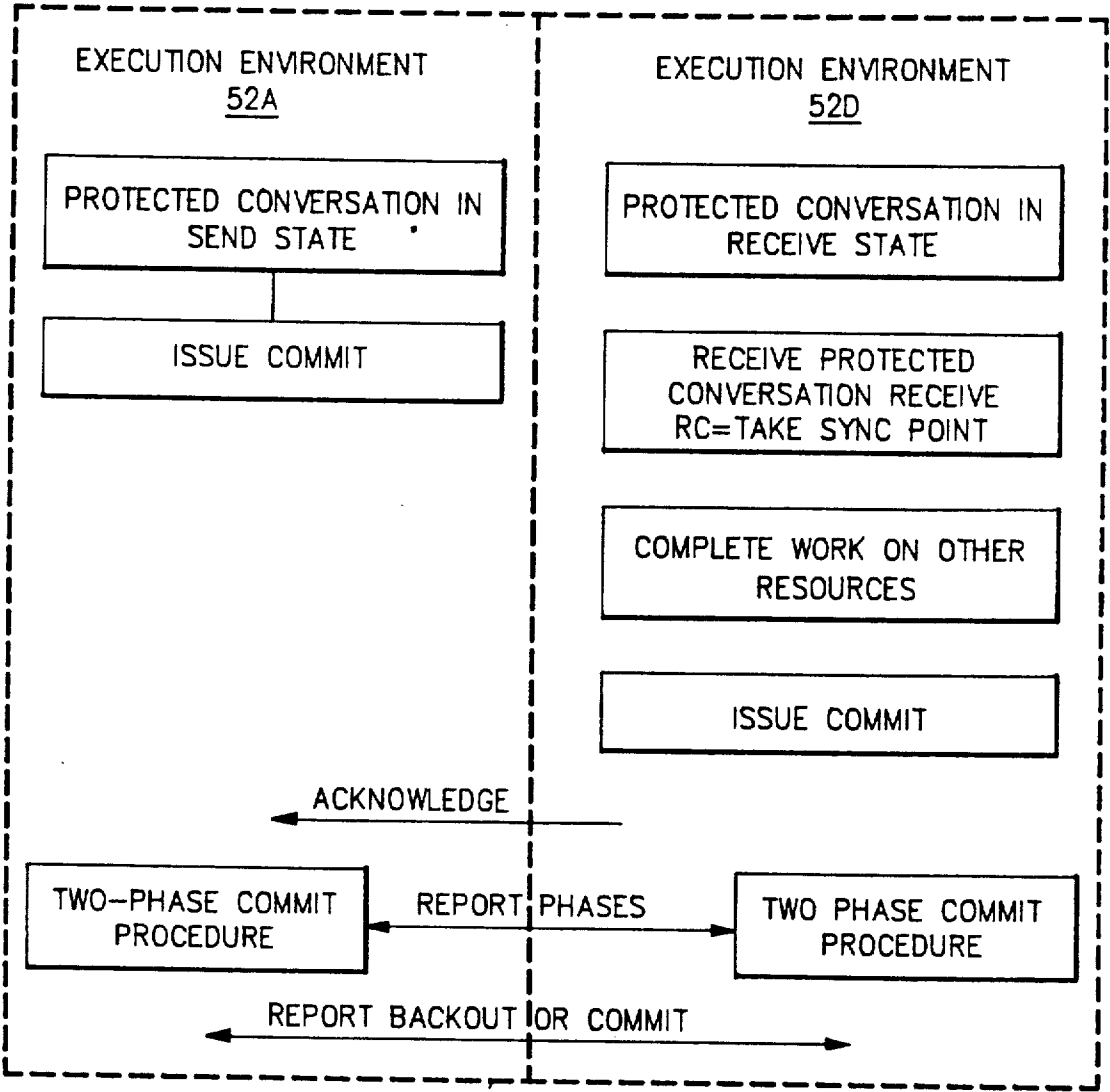 EXECUTION ENVIRONMENT
52A
PROTECTED CONVERSATION IN
SEND STATE
ISSUE COMMIT
EXECUTION ENVIRONMENT
52D
PROTECTED CONVERSATION IN
RECEIVE STATE
RECEIVE PROTECTED
CONVERSATION RECEIVE
RC=TAKE SYNC POINT
COMPLETE WORK ON OTHER
RESOURCES
ISSUE COMMIT
ACKNOWLEDGE
TWO-PHASE COMMIT
PROCEDURE
REPORT PHASES
TWO PHASE COMMIT
PROCEDURE
REPORT BACKOUT OR COMMIT